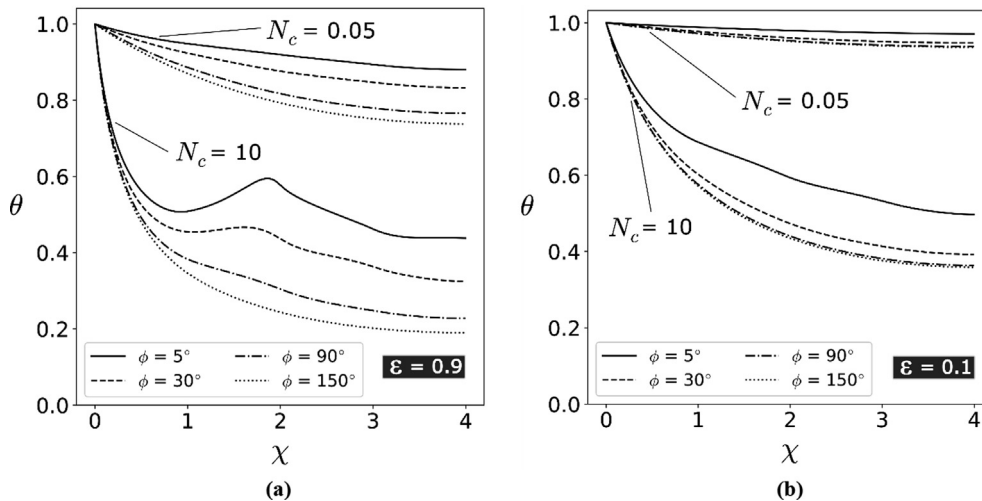 1.0
0.8
0.6
0.4
0.2
0.0
θ
N_c = 0.05
N_c = 10
ϕ = 5°
ϕ = 30°
ϕ = 90°
ϕ = 150°
ε = 0.9
0 1 2 3 4
χ
(a)
1.0
0.8
0.6
0.4
0.2
0.0
θ
N_c = 0.05
N_c = 10
ϕ = 5°
ϕ = 30°
ϕ = 90°
ϕ = 150°
ε = 0.1
0 1 2 3 4
χ
(b)